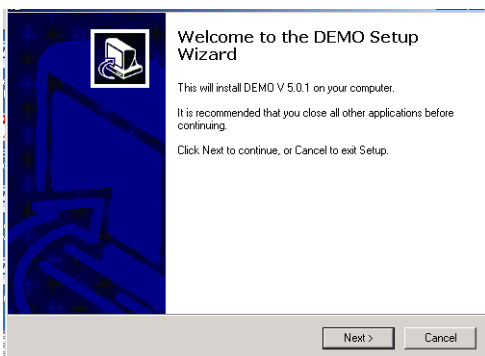 Welcome to the DEMO Setup
Wizard
This will install DEMO V 5.0.1 on your computer.
It is recommended that you close all other applications before
continuing.
Click Next to continue, or Cancel to exit Setup.
Next >
Cancel